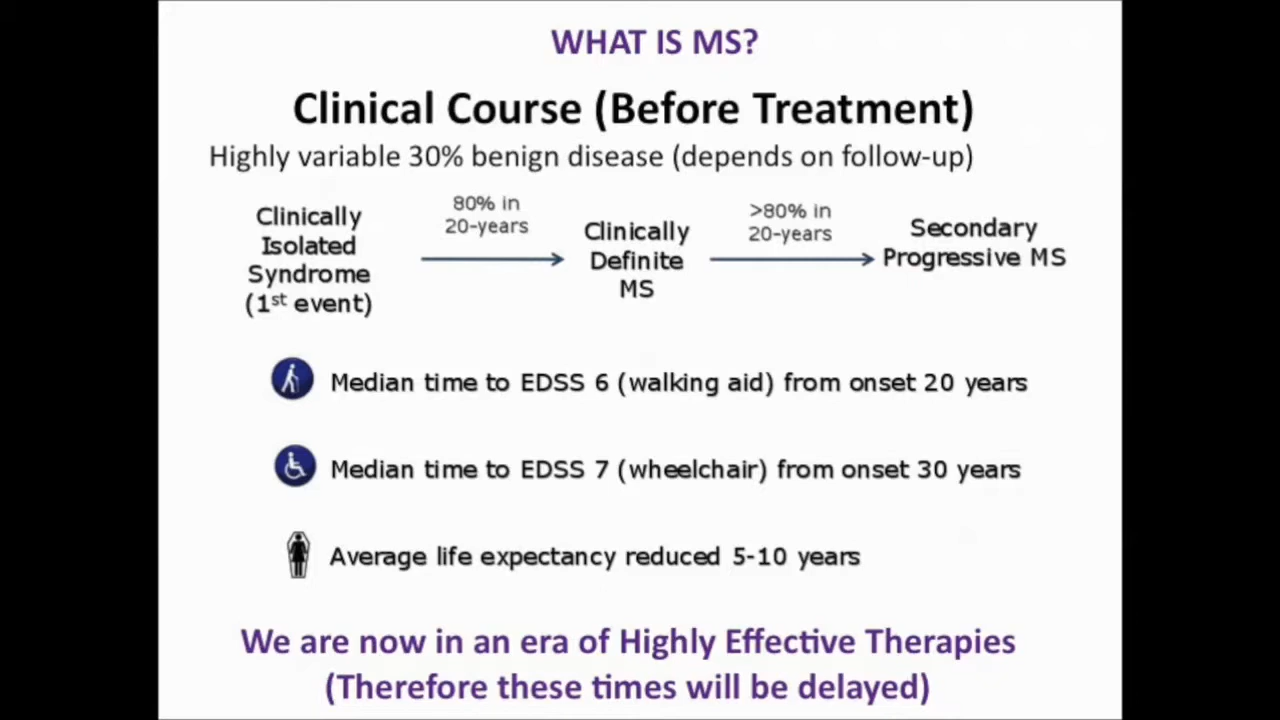 WHAT IS MS?
Clinical Course (Before Treatment)
Highly variable 30% benign disease (depends on follow-up)
Clinically
Isolated
Syndrome
(1st event)
80% in
20-years
Clinically
Definite
MS
>80% in
20-years
Secondary
Progressive MS
Median time to EDSS 6 (walking aid) from onset 20 years
Median time to EDSS 7 (wheelchair) from onset 30 years
Average life expectancy reduced 5-10 years
We are now in an era of Highly Effective Therapies
(Therefore these times will be delayed)